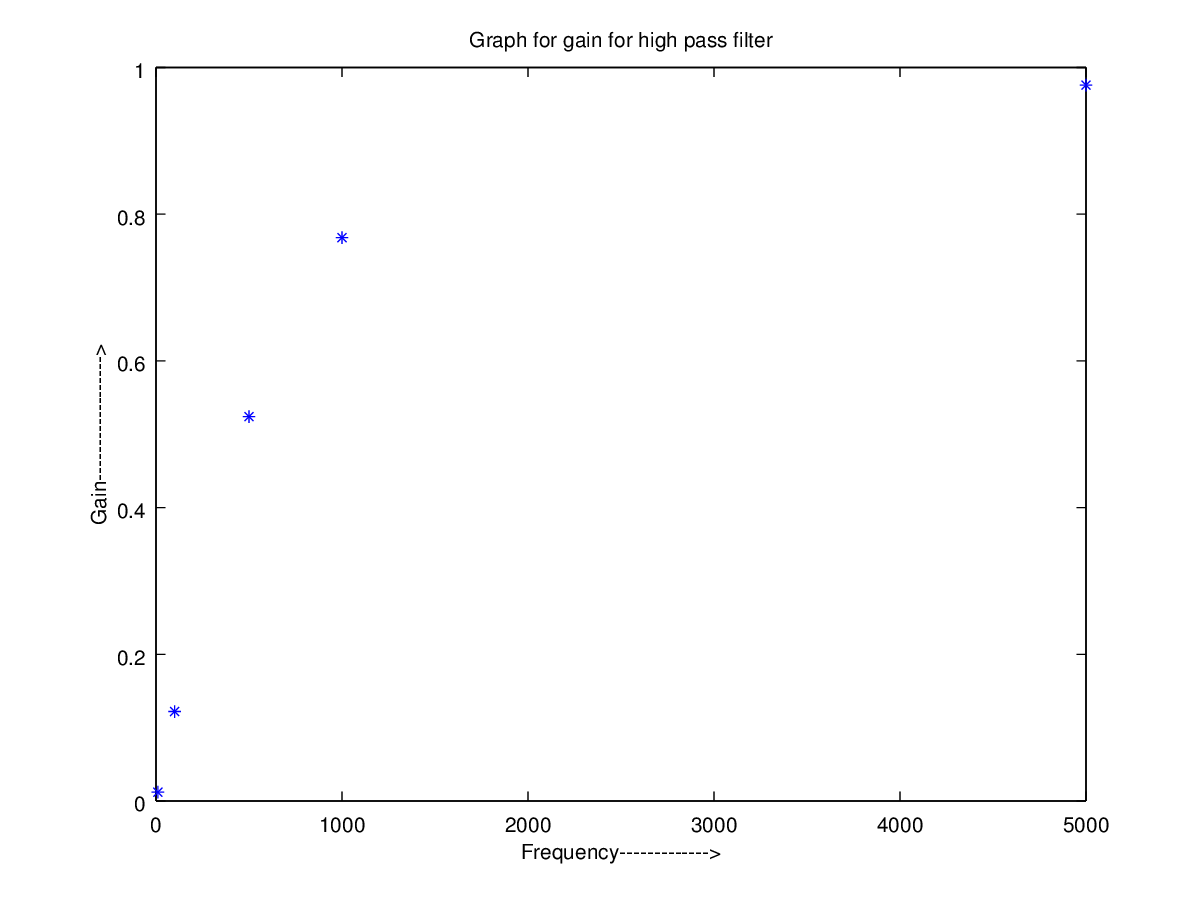 Graph for gain for high pass filter
1
0.8
0.6
0.4
0.2
0
Gain-------------->
0 1000 2000 3000 4000 5000
Frequency------------->